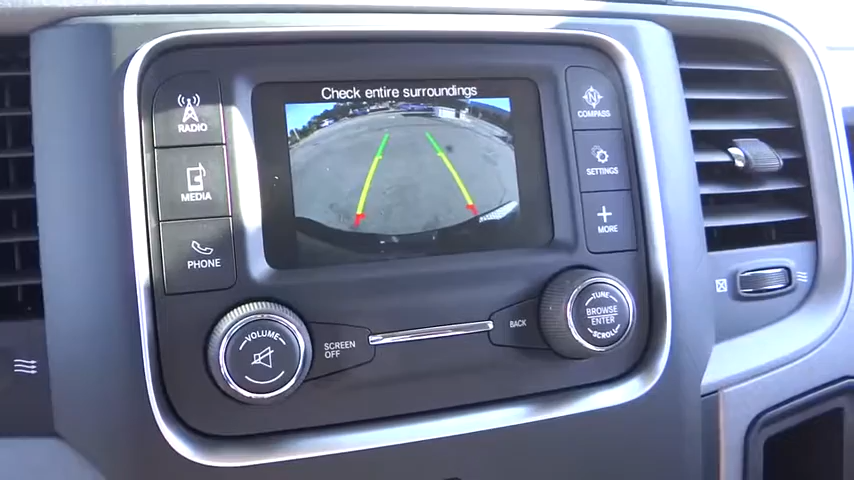 Check entire surroundings
RADIO
MEDIA
PHONE
N
COMPASS
SETTINGS
MORE
VOLUME
SCREEN
OFF
BACK
TUNE
BROWSE
ENTER
SCROLL